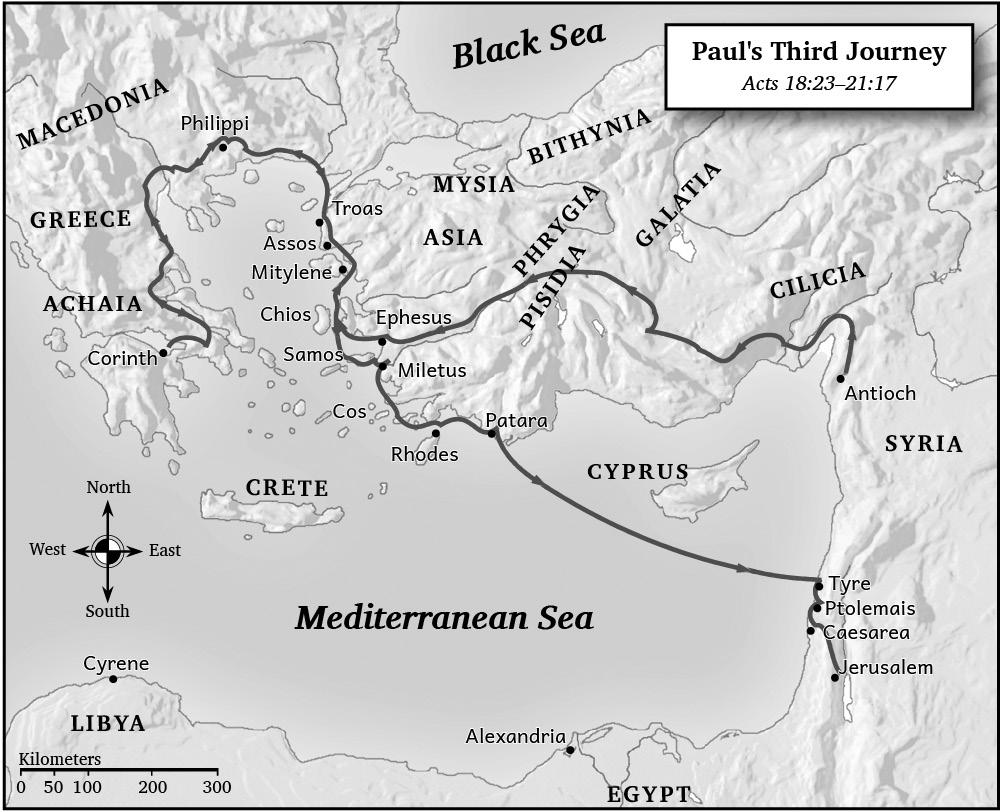 Black Sea
Paul's Third Journey
Acts 18:23–21:17
MACEDONIA
Philippi
BITHYNIA
MYSIA
GREECE
Troas
ASIA
PHRYGIA
GALATIA
Assos
Mitylene
PISIDIA
CILICIA
ACHAIA
Chios
Ephesus
Corinth
Samos
Miletus
Antioch
Cos
Patara
Rhodes
SYRIA
CYPRUS
CRETE
North
West
East
South
Tyre
Ptolemais
Mediterranean Sea
Caesarea
Cyrene
Jerusalem
LIBYA
Alexandria
Kilometers
0 50 100 200 300
EGYPT